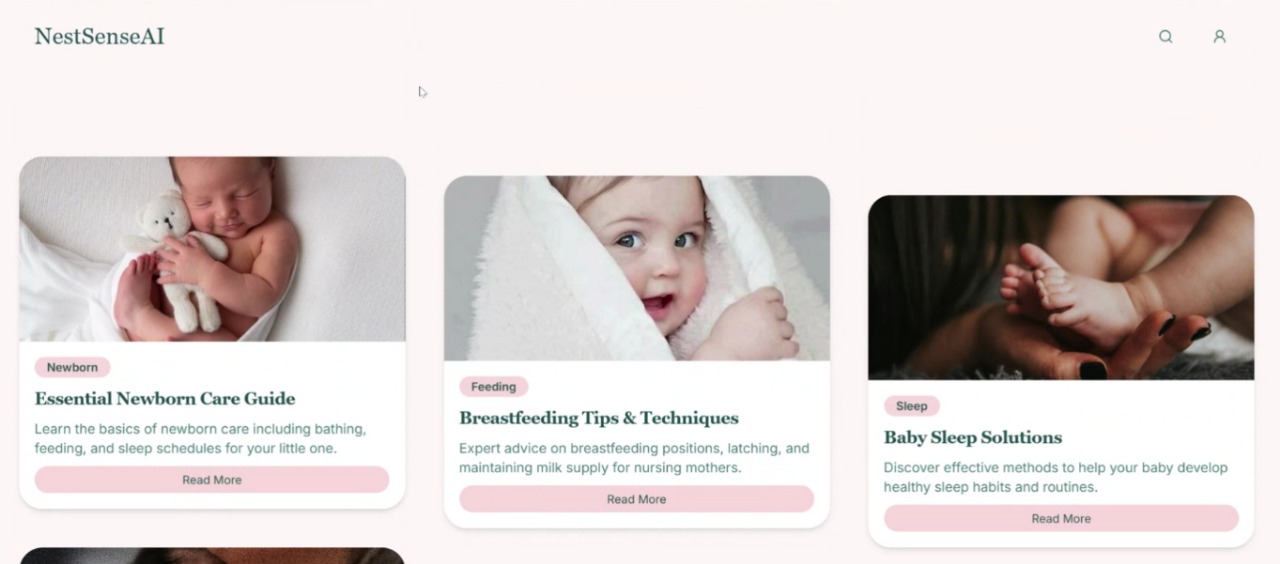 NestSenseAI
Newborn
Essential Newborn Care Guide
Learn the basics of newborn care including bathing,
feeding, and sleep schedules for your little one.
Read More
Feeding
Breastfeeding Tips & Techniques
Expert advice on breastfeeding positions, latching, and
maintaining milk supply for nursing mothers.
Read More
Sleep
Baby Sleep Solutions
Discover effective methods to help your baby develop
healthy sleep habits and routines.
Read More